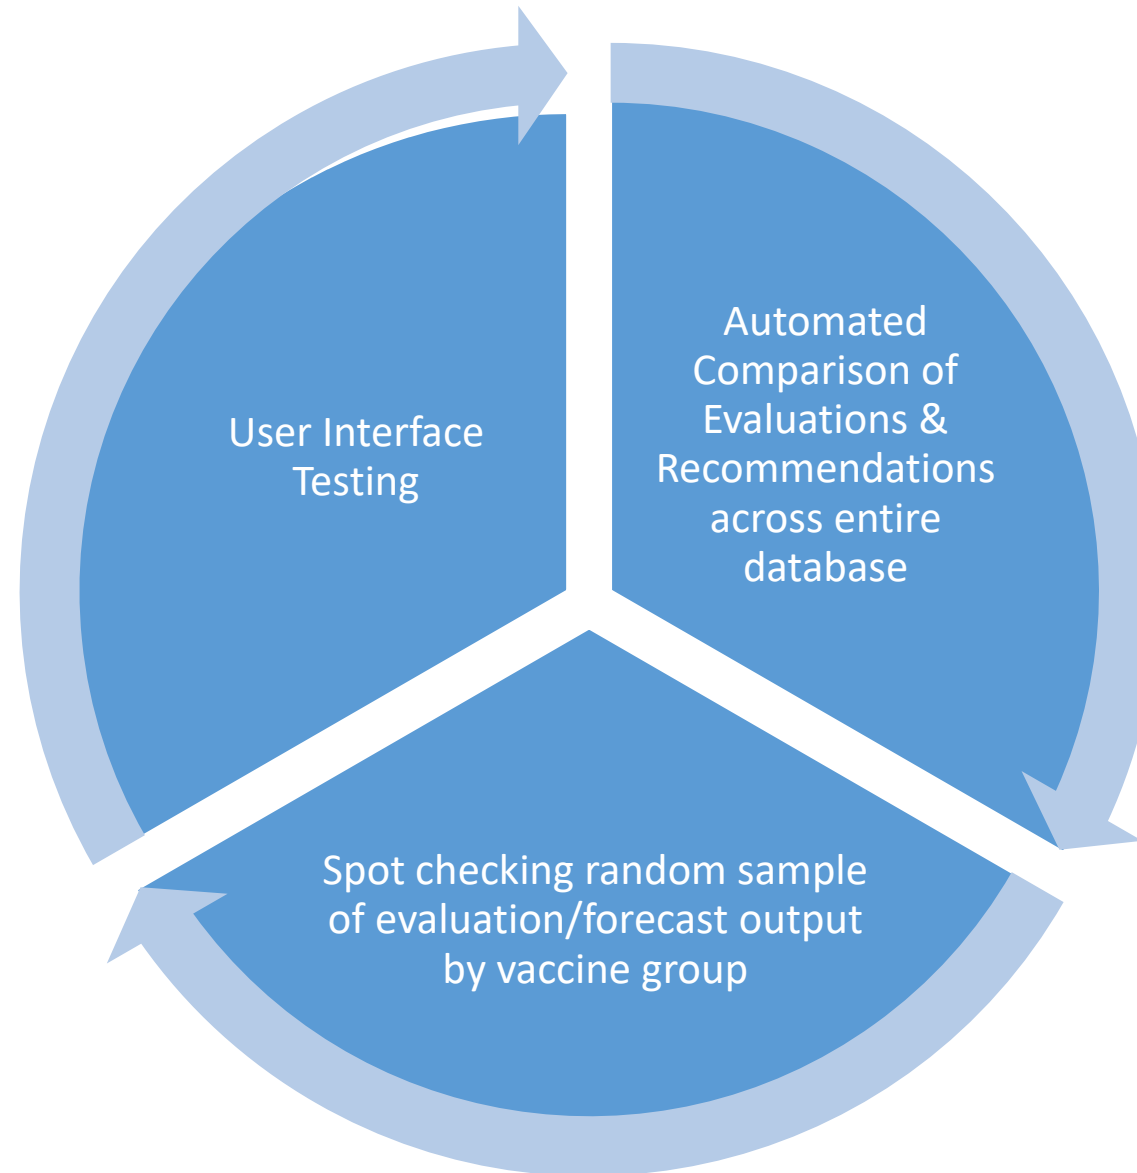 User Interface
Testing
Automated
Comparison of
Evaluations &
Recommendations
across entire
database
Spot checking random sample
of evaluation/forecast output
by vaccine group